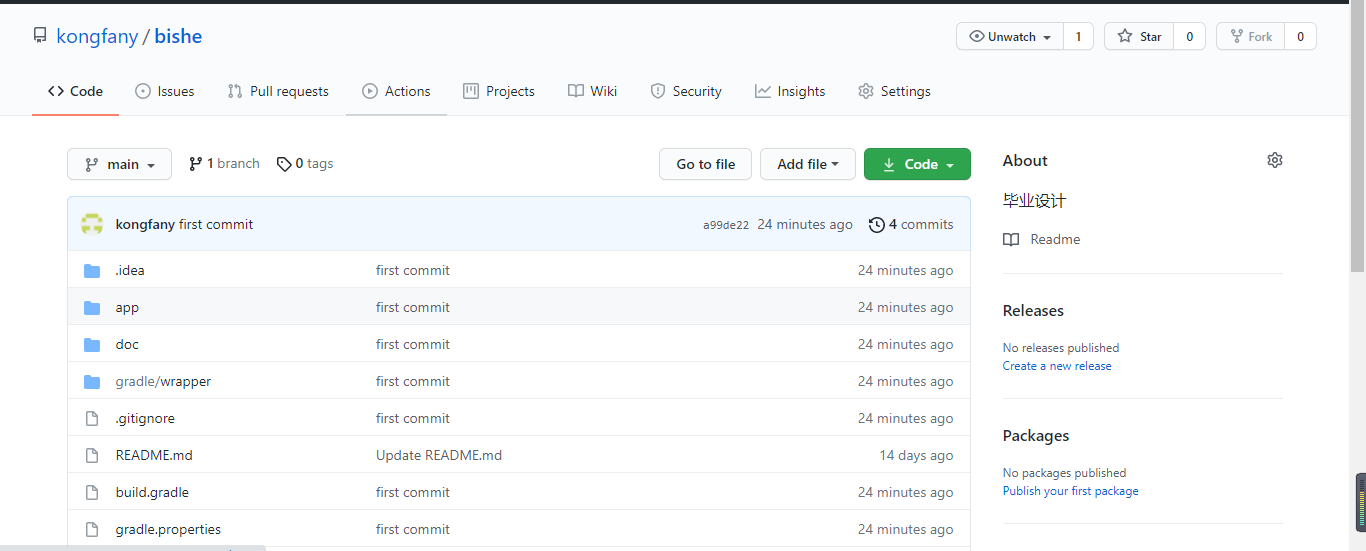 kongfany / bishe
Unwatch 1 Star 0 Fork 0
Code Issues Pull requests Actions Projects Wiki Security Insights Settings
main 1 branch 0 tags Go to file Add file Code
kongfany first commit a99de22 24 minutes ago 4 commits
.idea first commit 24 minutes ago
app first commit 24 minutes ago
doc first commit 24 minutes ago
gradle/wrapper first commit 24 minutes ago
.gitignore first commit 24 minutes ago
README.md Update README.md 14 days ago
build.gradle first commit 24 minutes ago
gradle.properties first commit 24 minutes ago
About
毕业设计
Readme
Releases
No releases published
Create a new release
Packages
No packages published
Publish your first package